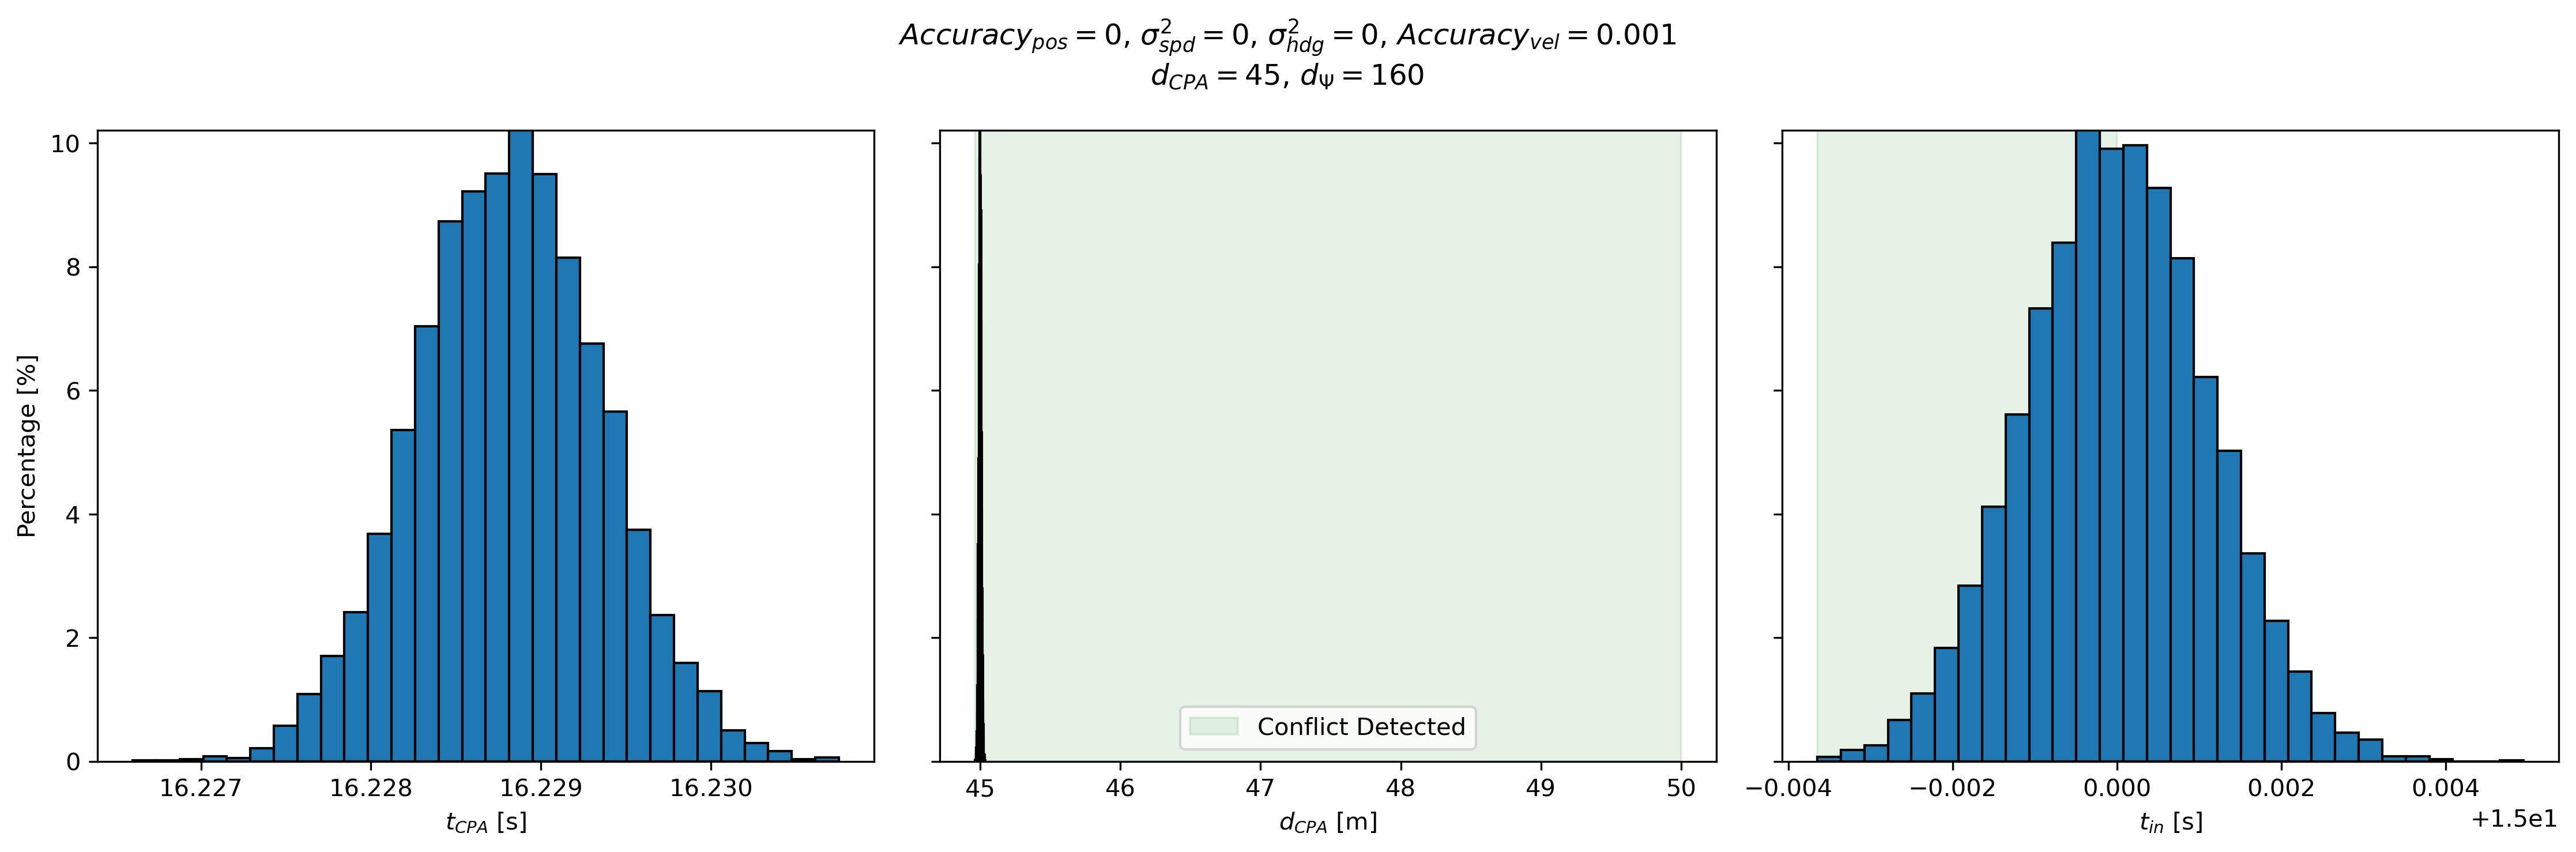 Accuracy_pos = 0, σ²_spd = 0, σ²_hdg = 0, Accuracy_vel = 0.001
d_CPA = 45, d_Ψ = 160
Percentage [%]
10
8
6
4
2
0
16.227 16.228 16.229 16.230
t_CPA [s]
Conflict Detected
45 46 47 48 49 50
d_CPA [m]
−0.004 −0.002 0.000 0.002 0.004
+1.5e1
t_in [s]